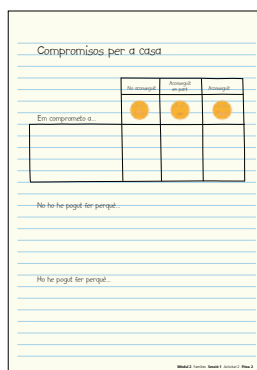 Compromisos per a casa
No aconseguit
Aconseguit
en part
Aconseguit
Em comprometo a...
No ho he pogut fer perquè...
No ho he pogut fer perquè...
Mòdul 2 Famílies Sessió 1 Activitat 2 Fitxa 2